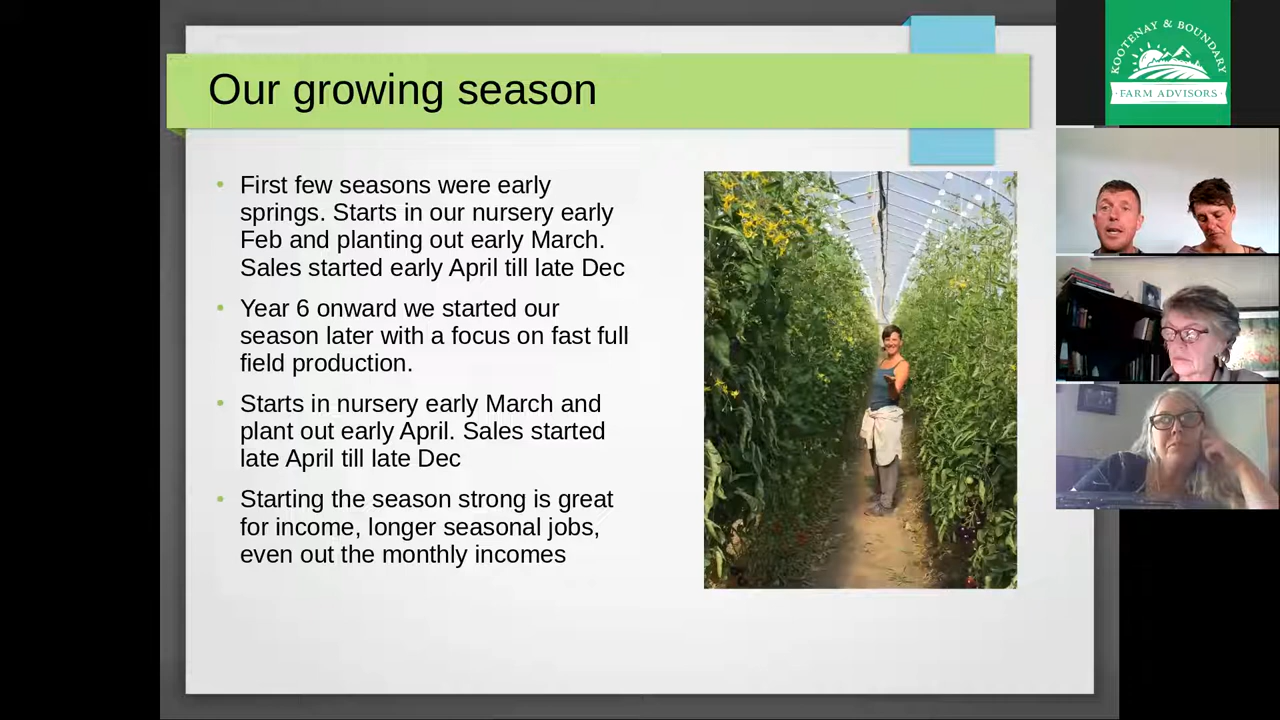 Our growing season
First few seasons were early
springs. Starts in our nursery early
Feb and planting out early March.
Sales started early April till late Dec
Year 6 onward we started our
season later with a focus on fast full
field production.
Starts in nursery early March and
plant out early April. Sales started
late April till late Dec
Starting the season strong is great
for income, longer seasonal jobs,
even out the monthly incomes
KOOTENAY & BOUNDARY
· FARM ADVISORS ·